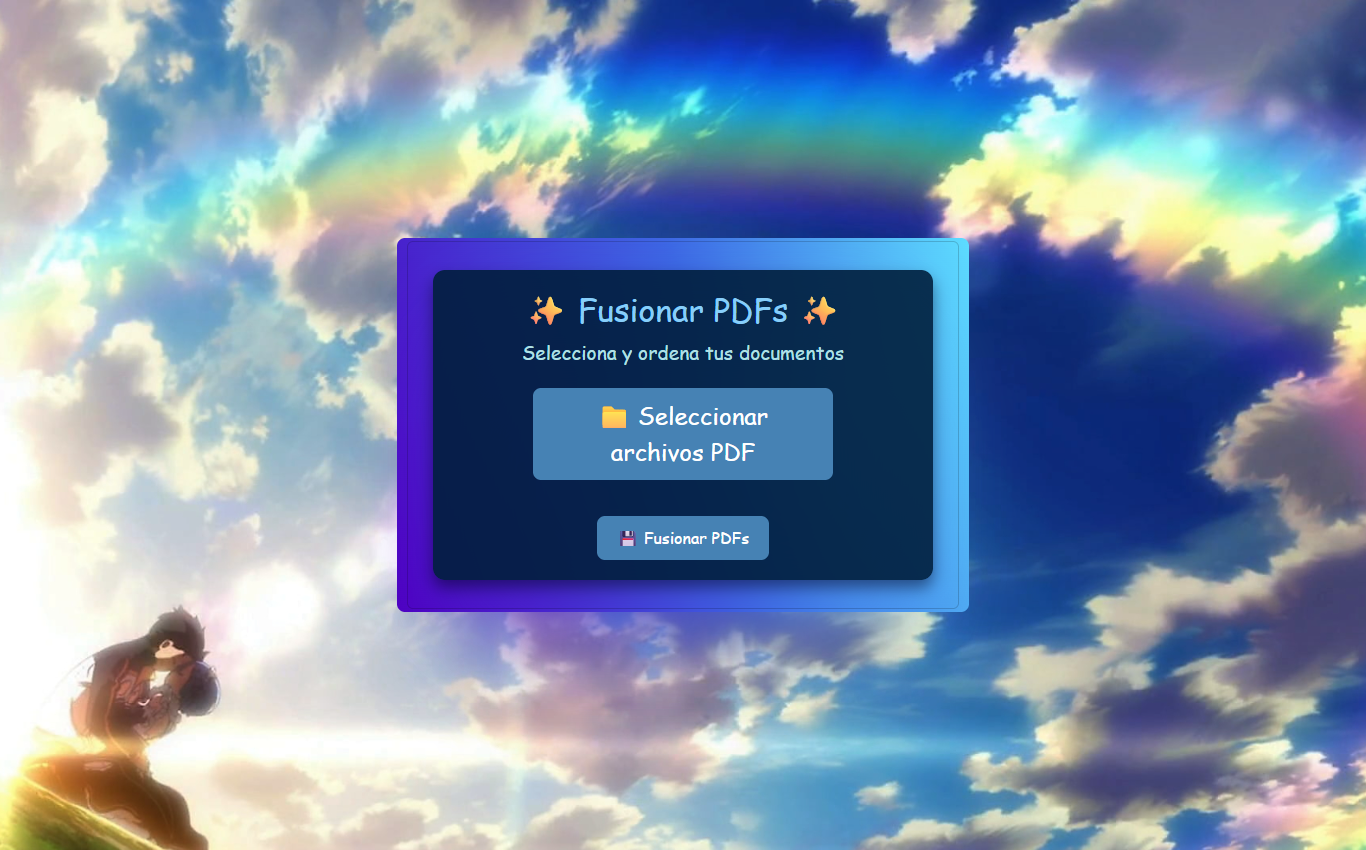 ✨ Fusionar PDFs ✨
Selecciona y ordena tus documentos
📁 Seleccionar
archivos PDF
💾 Fusionar PDFs